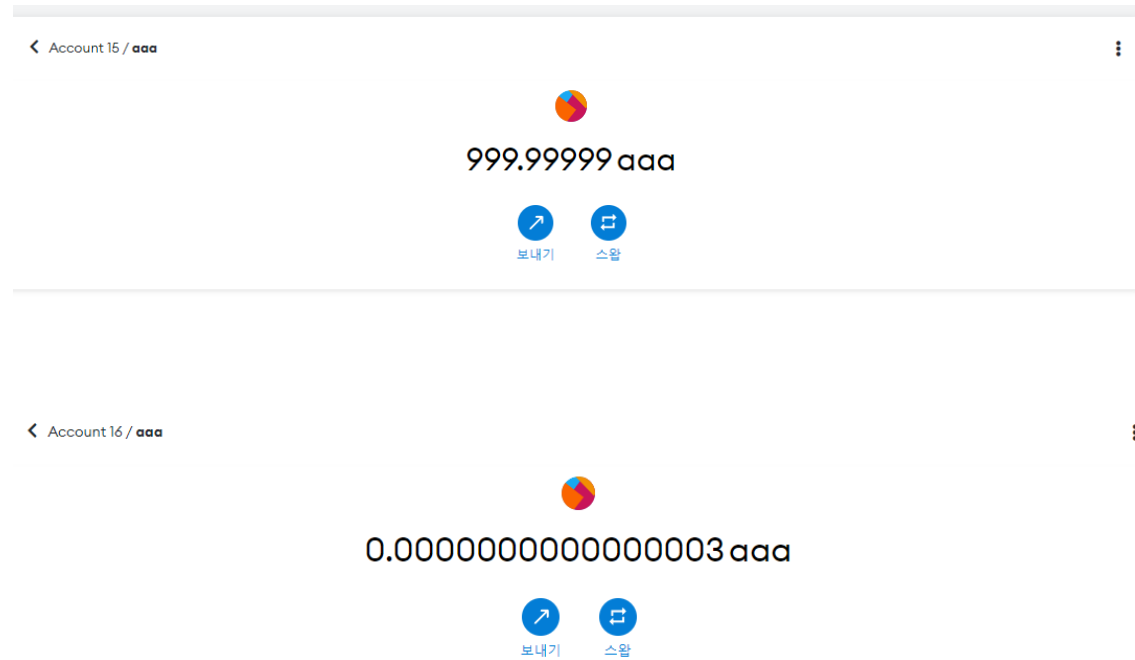 Account 15 / aaa
999.99999 aaa
보내기 스왑
Account 16 / aaa
0.0000000000000003 aaa
보내기 스왑